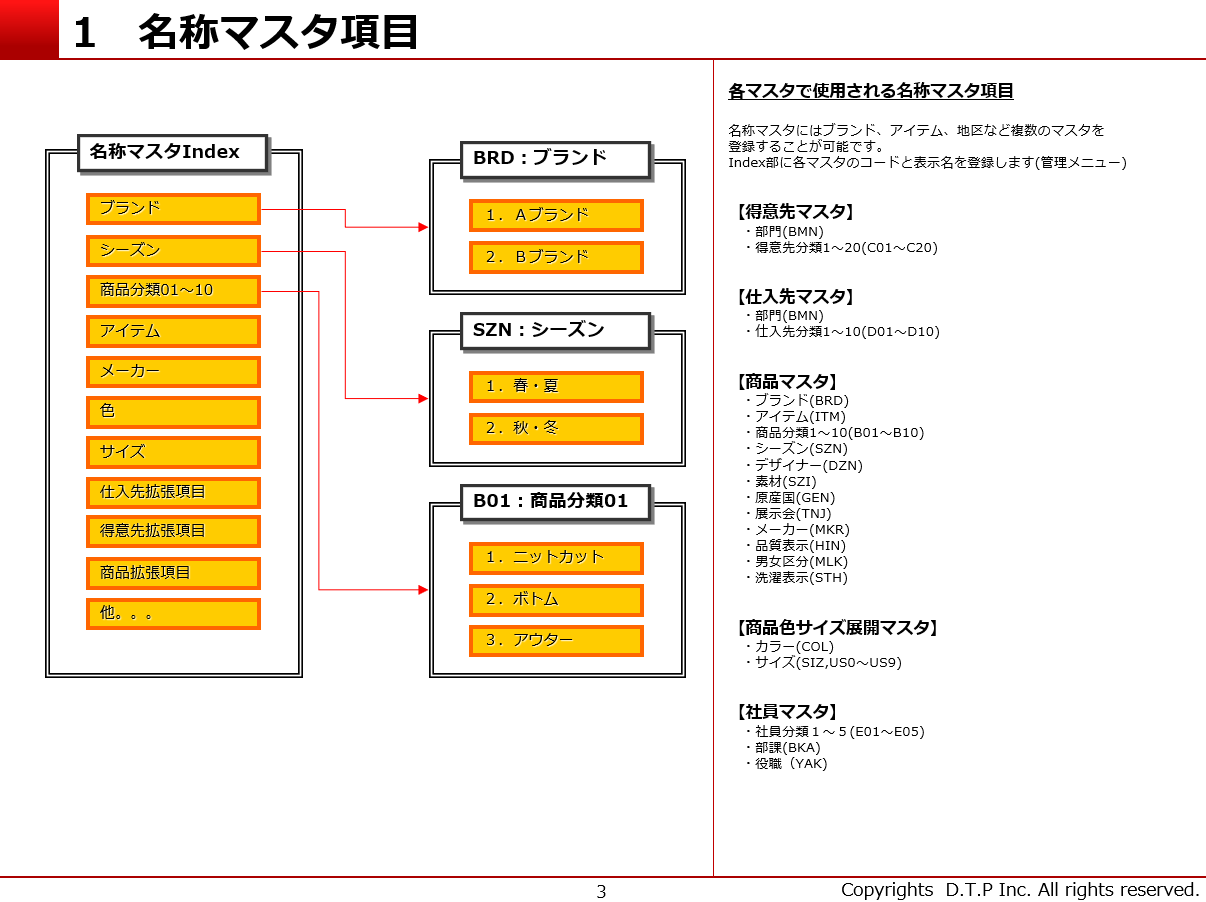 1　名称マスタ項目
名称マスタIndex
ブランド
シーズン
商品分類01～10
アイテム
メーカー
色
サイズ
仕入先拡張項目
得意先拡張項目
商品拡張項目
他。。。
BRD：ブランド
１．Ａブランド
２．Ｂブランド
SZN：シーズン
１．春・夏
２．秋・冬
B01：商品分類01
１．ニットカット
２．ボトム
３．アウター
各マスタで使用される名称マスタ項目
名称マスタにはブランド、アイテム、地区など複数のマスタを
登録することが可能です。
Index部に各マスタのコードと表示名を登録します(管理メニュー)
【得意先マスタ】
・部門(BMN)
・得意先分類1～20(C01～C20)
【仕入先マスタ】
・部門(BMN)
・仕入先分類1～10(D01～D10)
【商品マスタ】
・ブランド(BRD)
・アイテム(ITM)
・商品分類1～10(B01～B10)
・シーズン(SZN)
・デザイナー(DZN)
・素材(SZI)
・原産国(GEN)
・展示会(TNJ)
・メーカー(MKR)
・品質表示(HIN)
・男女区分(MLK)
・洗濯表示(STH)
【商品色サイズ展開マスタ】
・カラー(COL)
・サイズ(SIZ,US0～US9)
【社員マスタ】
・社員分類１～５(E01～E05)
・部課(BKA)
・役職（YAK)
3
Copyrights  D.T.P Inc. All rights reserved.